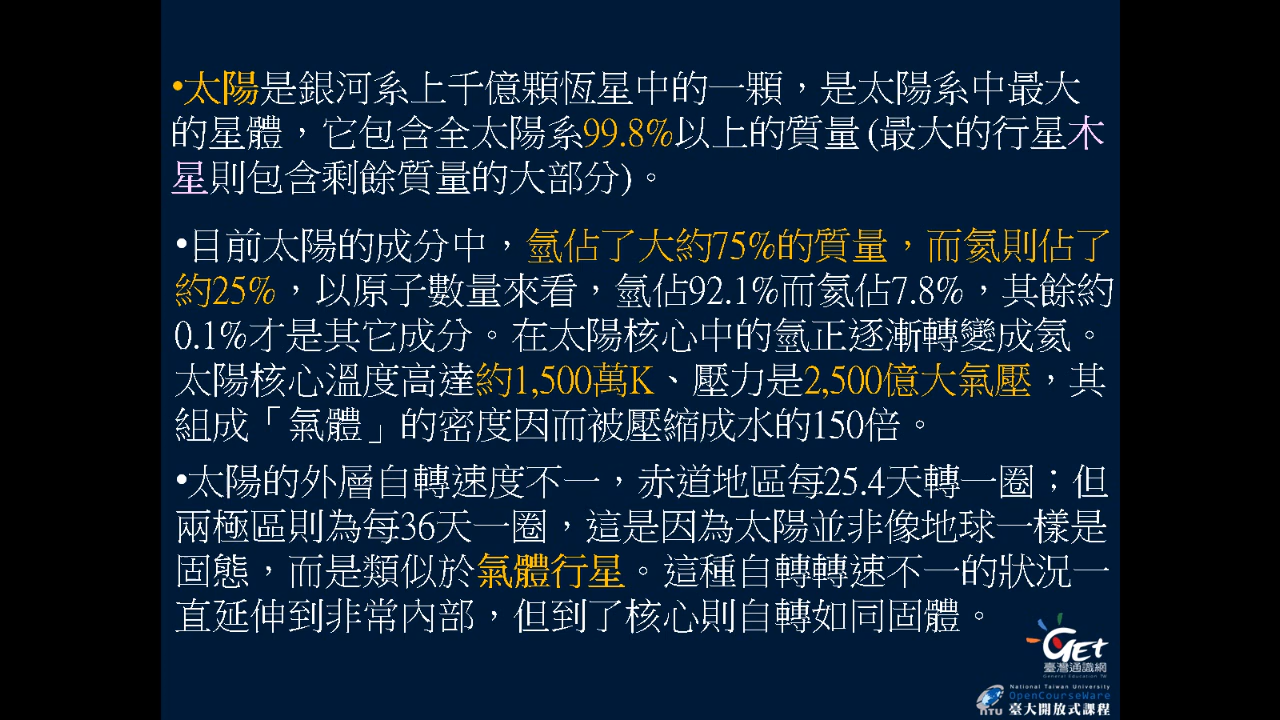 •太陽是銀河系上千億顆恆星中的一顆，是太陽系中最大
的星體，它包含全太陽系99.8%以上的質量 (最大的行星木
星則包含剩餘質量的大部分)。
•目前太陽的成分中，氫佔了大約75%的質量，而氦則佔了
約25%，以原子數量來看，氫佔92.1%而氦佔7.8%，其餘約
0.1%才是其它成分。在太陽核心中的氫正逐漸轉變成氦。
太陽核心溫度高達約1,500萬K、壓力是2,500億大氣壓，其
組成「氣體」的密度因而被壓縮成水的150倍。
•太陽的外層自轉速度不一，赤道地區每25.4天轉一圈；但
兩極區則為每36天一圈，這是因為太陽並非像地球一樣是
固態，而是類似於氣體行星。這種自轉轉速不一的狀況一
直延伸到非常內部，但到了核心則自轉如同固體。
GET
臺灣通識網
General Education TW
National Taiwan University
OpenCourseWare
NTU 臺大開放式課程